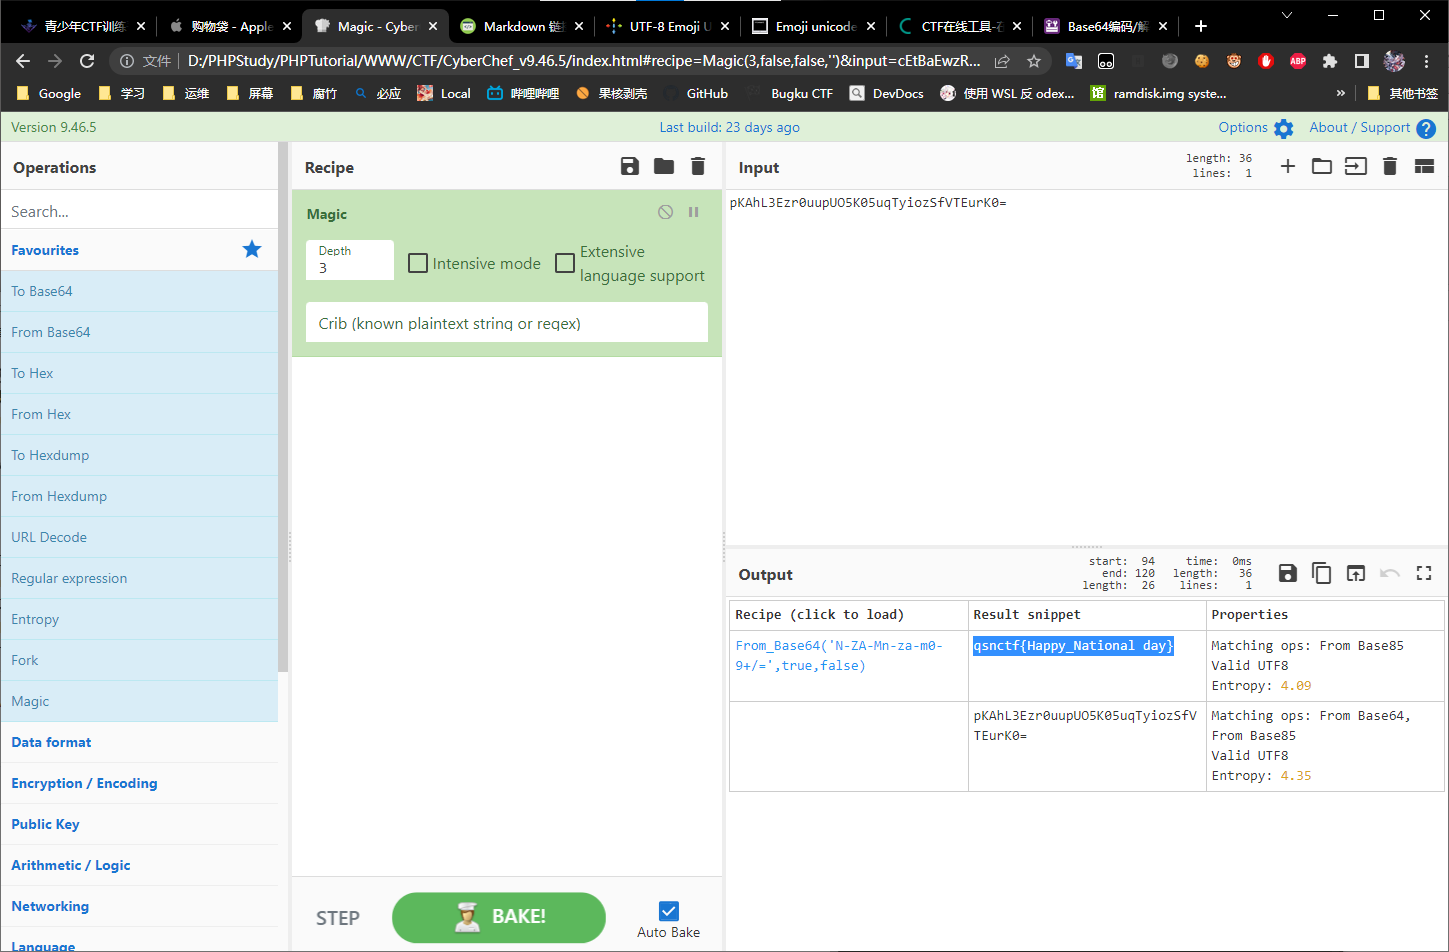 青少年CTF训练
购物袋 - Apple
Magic - Cyber
Markdown 链
UTF-8 Emoji U
Emoji unicode
CTF在线工具-在
Base64编码/解
文件
D:/PHPStudy/PHPTutorial/WWW/CTF/CyberChef_v9.46.5/index.html#recipe=Magic(3,false,false,'')&input=cEtBaEwzR...
Google 学习 运维 屏幕 腐竹 必应 Local 哔哩哔哩 果核剥壳 GitHub Bugku CTF DevDocs 使用 WSL 反 odex... ramdisk.img syste... » 其他书签
Version 9.46.5
Last build: 23 days ago
Options
About / Support
Operations
Search...
Favourites
To Base64
From Base64
To Hex
From Hex
To Hexdump
From Hexdump
URL Decode
Regular expression
Entropy
Fork
Magic
Data format
Encryption / Encoding
Public Key
Arithmetic / Logic
Networking
Language
Recipe
Magic
Depth
3
Intensive mode
Extensive
language support
Crib (known plaintext string or regex)
STEP
BAKE!
Auto Bake
Input
length: 36
lines: 1
pKAhL3Ezr0uupUO5K05uqTyiozSfVTEurK0=
Output
start: 94 time: 0ms
end: 120 length: 36
length: 26 lines: 1
Recipe (click to load) Result snippet Properties
From_Base64('N-ZA-Mn-za-m0-
9+/=',true,false)
qsnctf{Happy_National day}
Matching ops: From Base85
Valid UTF8
Entropy: 4.09
pKAhL3Ezr0uupUO5K05uqTyiozSfV
TEurK0=
Matching ops: From Base64,
From Base85
Valid UTF8
Entropy: 4.35